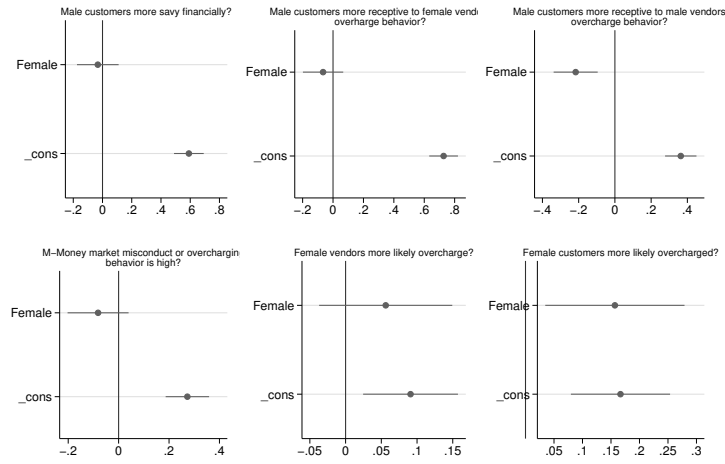 Male customers more savy financially?
Female
_cons
−.2 0 .2 .4 .6 .8
Male customers more receptive to female vend
overharge behavior?
Female
_cons
−.2 0 .2 .4 .6 .8
Male customers more receptive to male vendors
overcharge behavior?
Female
_cons
−.4 −.2 0 .2 .4
M−Money market misconduct or overchargin
behavior is high?
Female
_cons
−.2 0 .2 .4
Female vendors more likely overcharge?
Female
_cons
−.05 0 .05 .1 .15
Female customers more likely overcharged?
Female
_cons
.05 .1 .15 .2 .25 .3